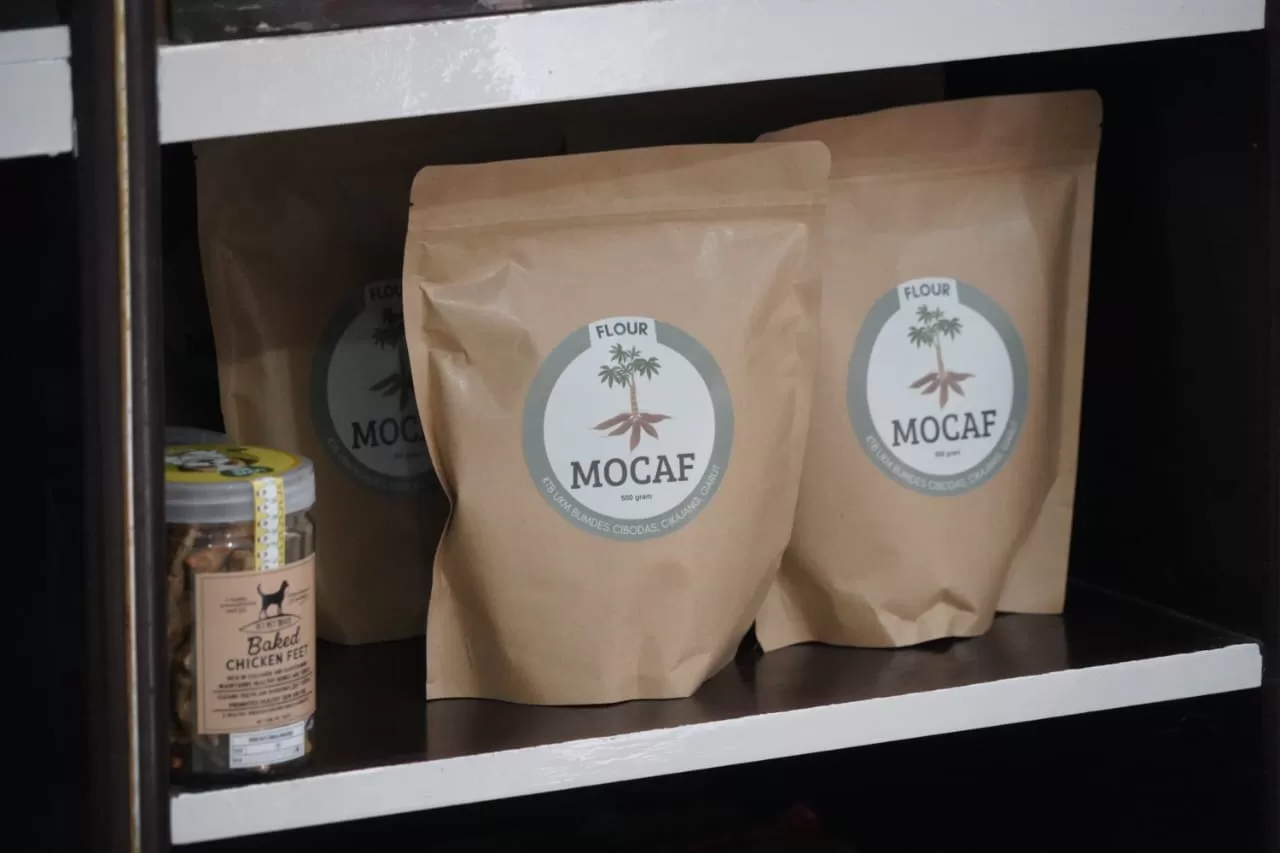 FLOUR
MOCAF
500 gram
KTB UKM BUMDES CIBODAS, CIKAJANG, GARUT
FLOUR
MOCAF
500 gram
KTB UKM BUMDES CIBODAS, CIKAJANG, GARUT
FLOUR
MOC
Baked
CHICKEN FEET